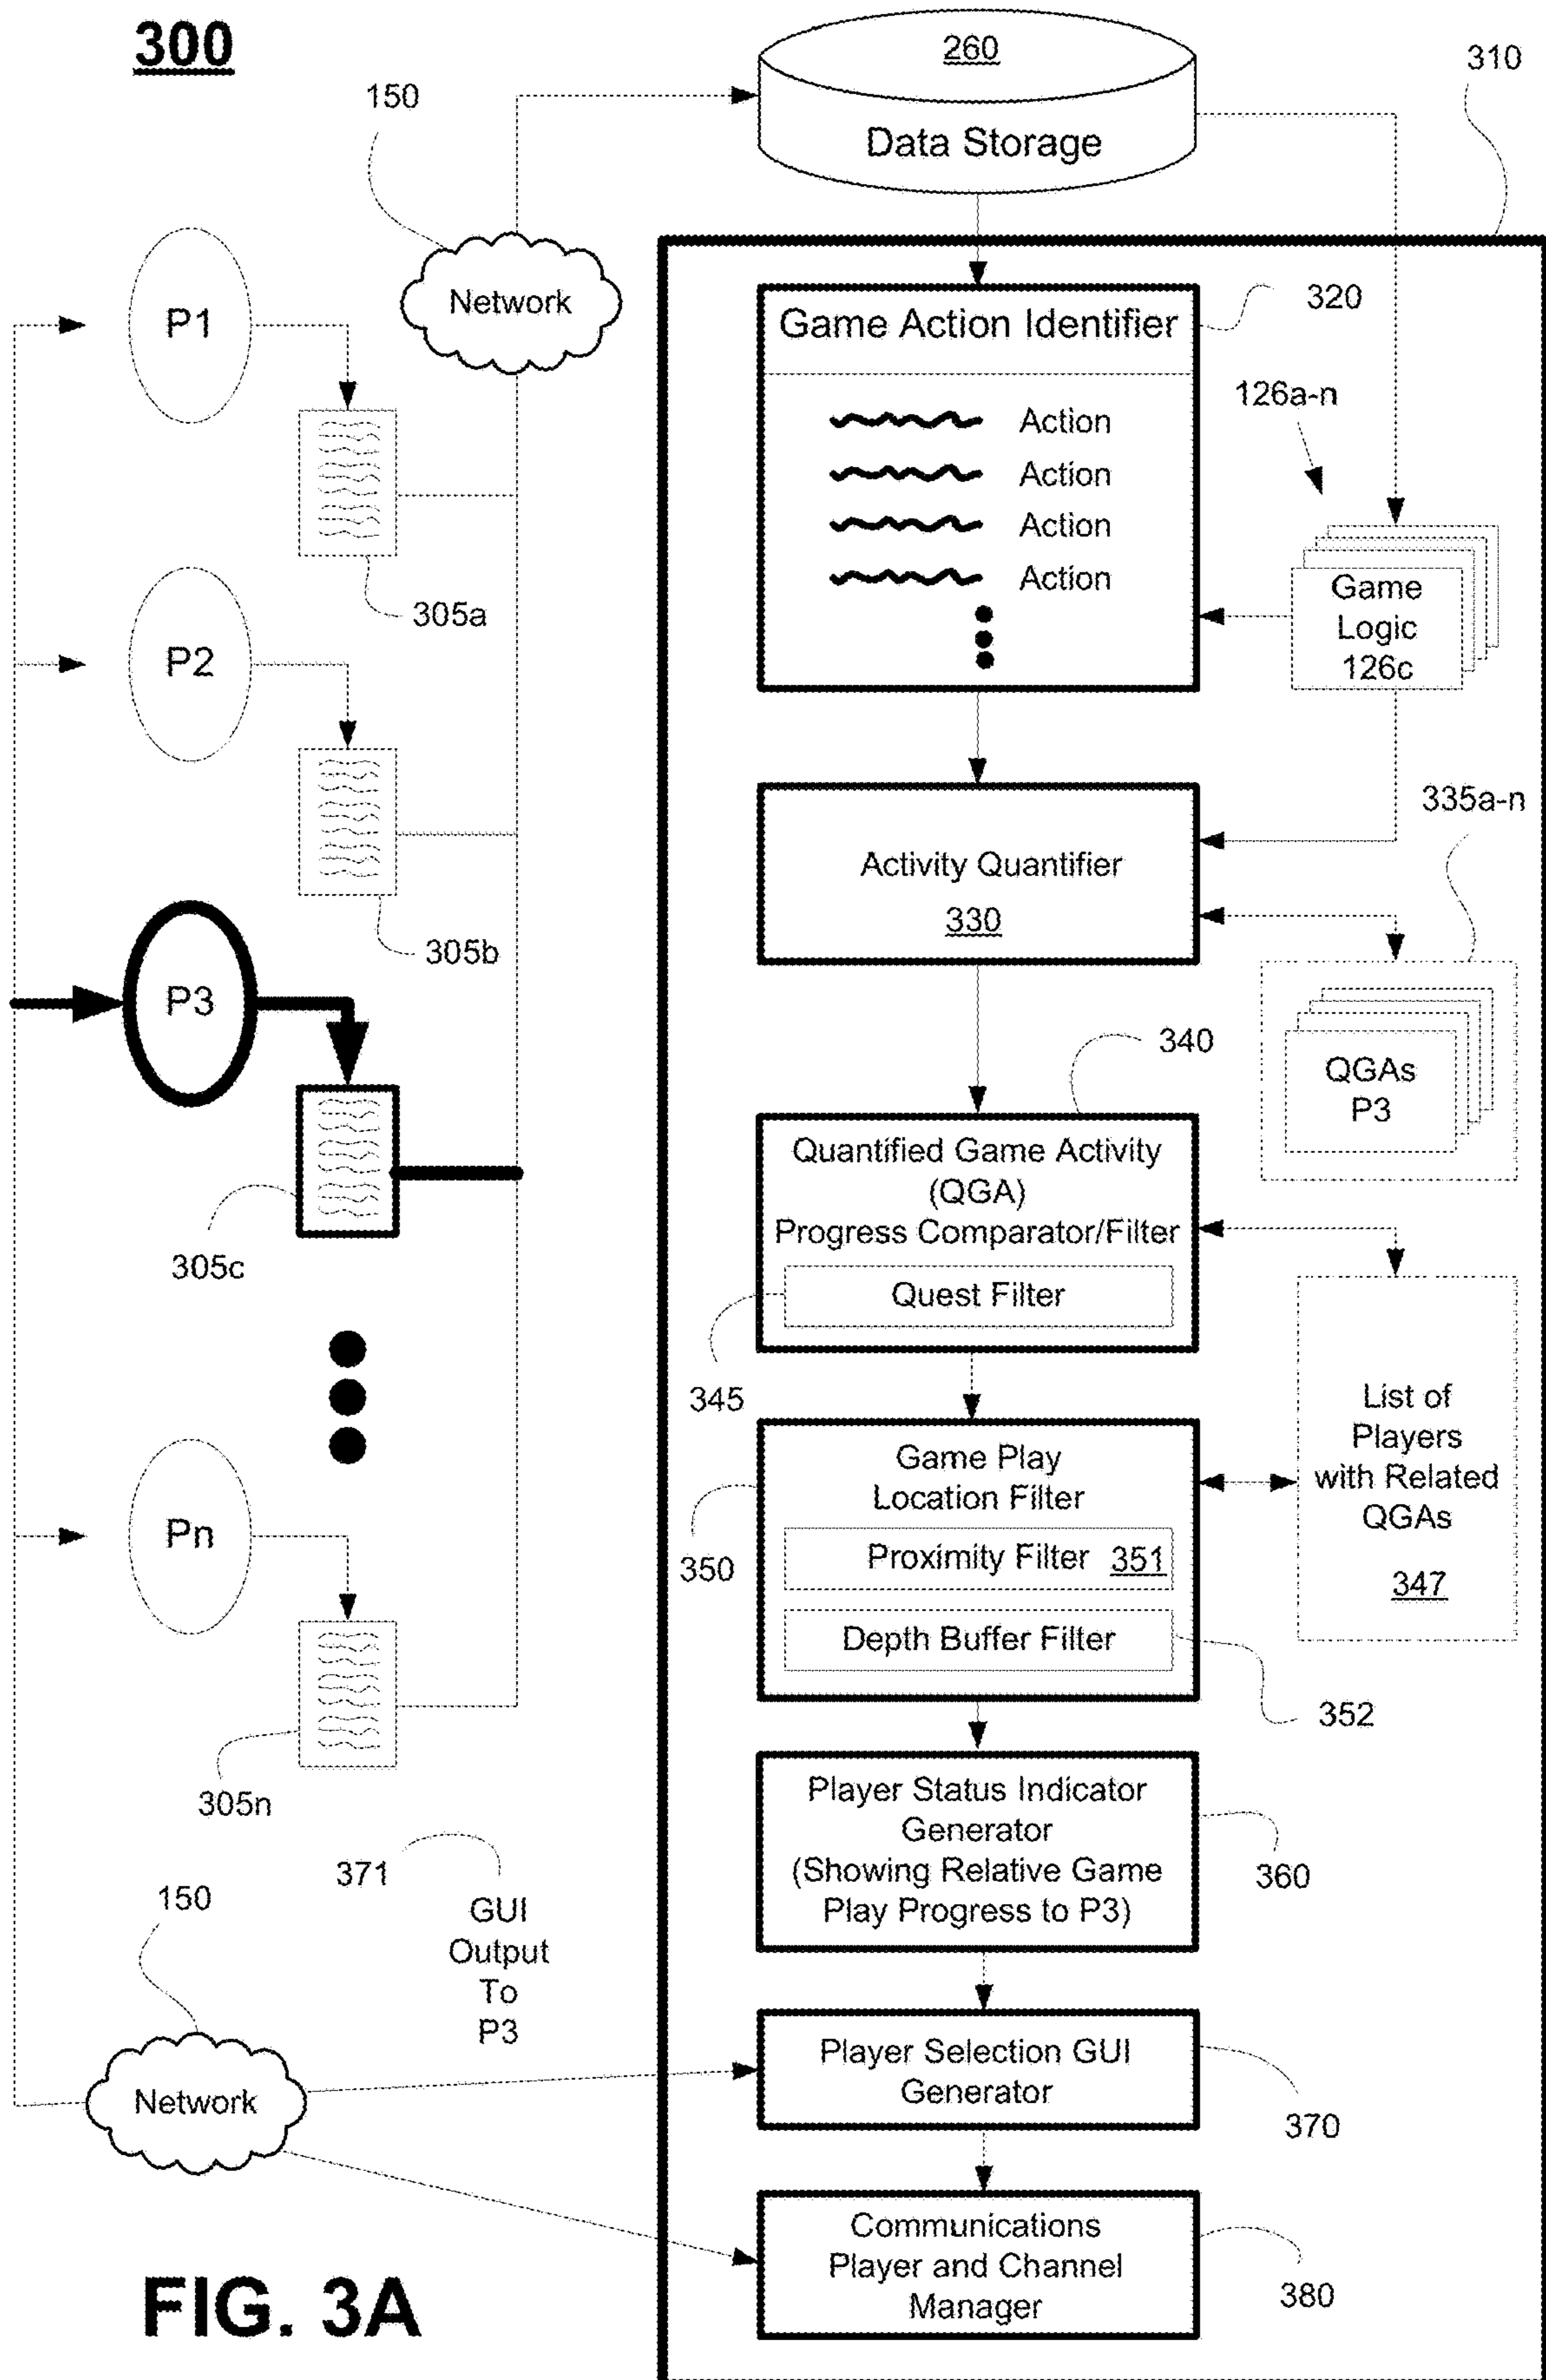 300
260
310
150
Data Storage
Network
320
Game Action Identifier
P1
126a-n
Action
Action
Action
Action
Game
Logic
126c
305a
P2
335a-n
Activity Quantifier
330
305b
P3
340
QGAs
P3
Quantified Game Activity
(QGA)
Progress Comparator/Filter
Quest Filter
305c
345
List of
Players
with Related
QGAs
347
Game Play
Location Filter
Proximity Filter 351
Depth Buffer Filter
350
Pn
352
305n
Player Status Indicator
Generator
(Showing Relative Game
Play Progress to P3)
360
371
150
GUI
Output
To
P3
Player Selection GUI
Generator
Network
370
Communications
Player and Channel
Manager
380
FIG. 3A